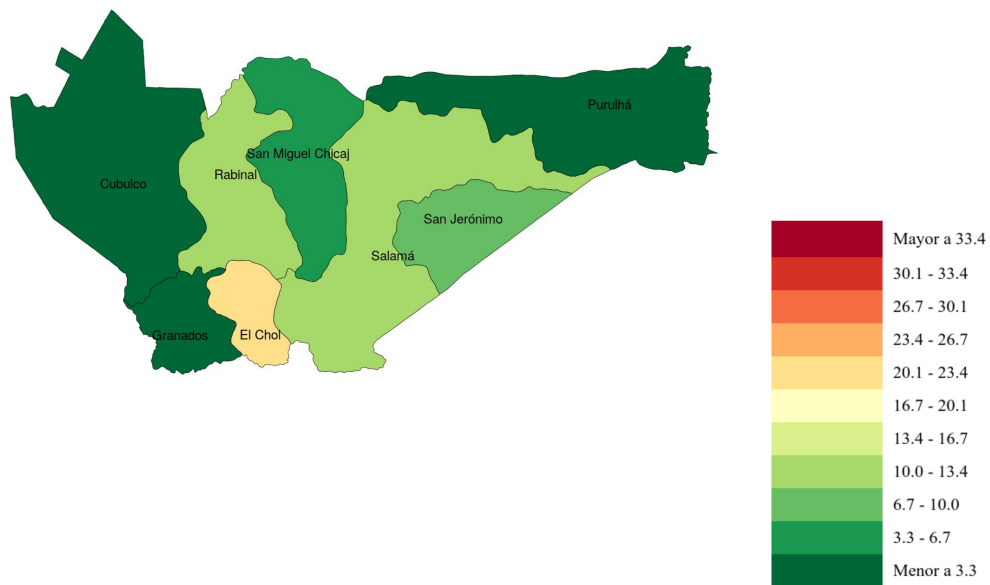 Purulhá
San Miguel Chicaj
Rabinal
Cubulco
San Jerónimo
Salamá
Granados
El Chol
Mayor a 33.4
30.1 - 33.4
26.7 - 30.1
23.4 - 26.7
20.1 - 23.4
16.7 - 20.1
13.4 - 16.7
10.0 - 13.4
6.7 - 10.0
3.3 - 6.7
Menor a 3.3